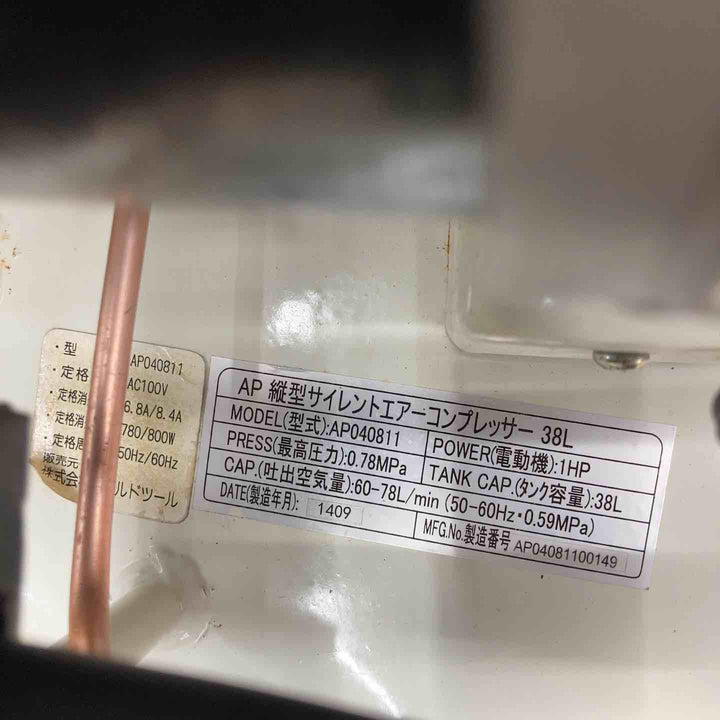 ・型 AP040811
・定格 AC100V
・定格消 6.8A/8.4A
・定格消 780/800W
・定格周 50Hz/60Hz
販売元
株式会 ルドツール
AP 縦型サイレントエアーコンプレッサー 38L
MODEL(型式):AP040811 POWER(電動機):1HP
PRESS(最高圧力):0.78MPa TANK CAP.(タンク容量):38L
CAP.(吐出空気量):60-78L/min (50-60Hz・0.59MPa)
DATE(製造年月): 1409 MFG.No.製造番号 AP04081100149